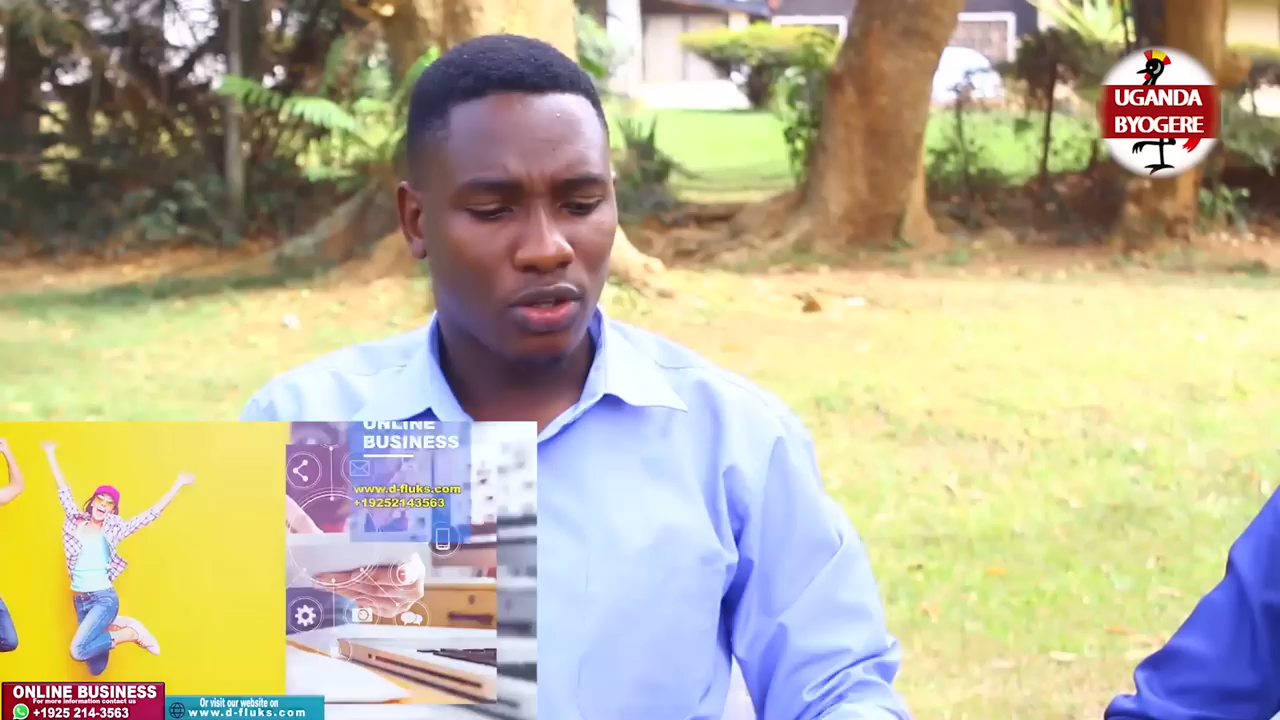 UGANDA
BYOGERE
ONLINE
BUSINESS
www.d-fluks.com
+19252143563
ONLINE BUSINESS
For more information contact us
+1925 214-3563
Or visit our website on
www.d-fluks.com